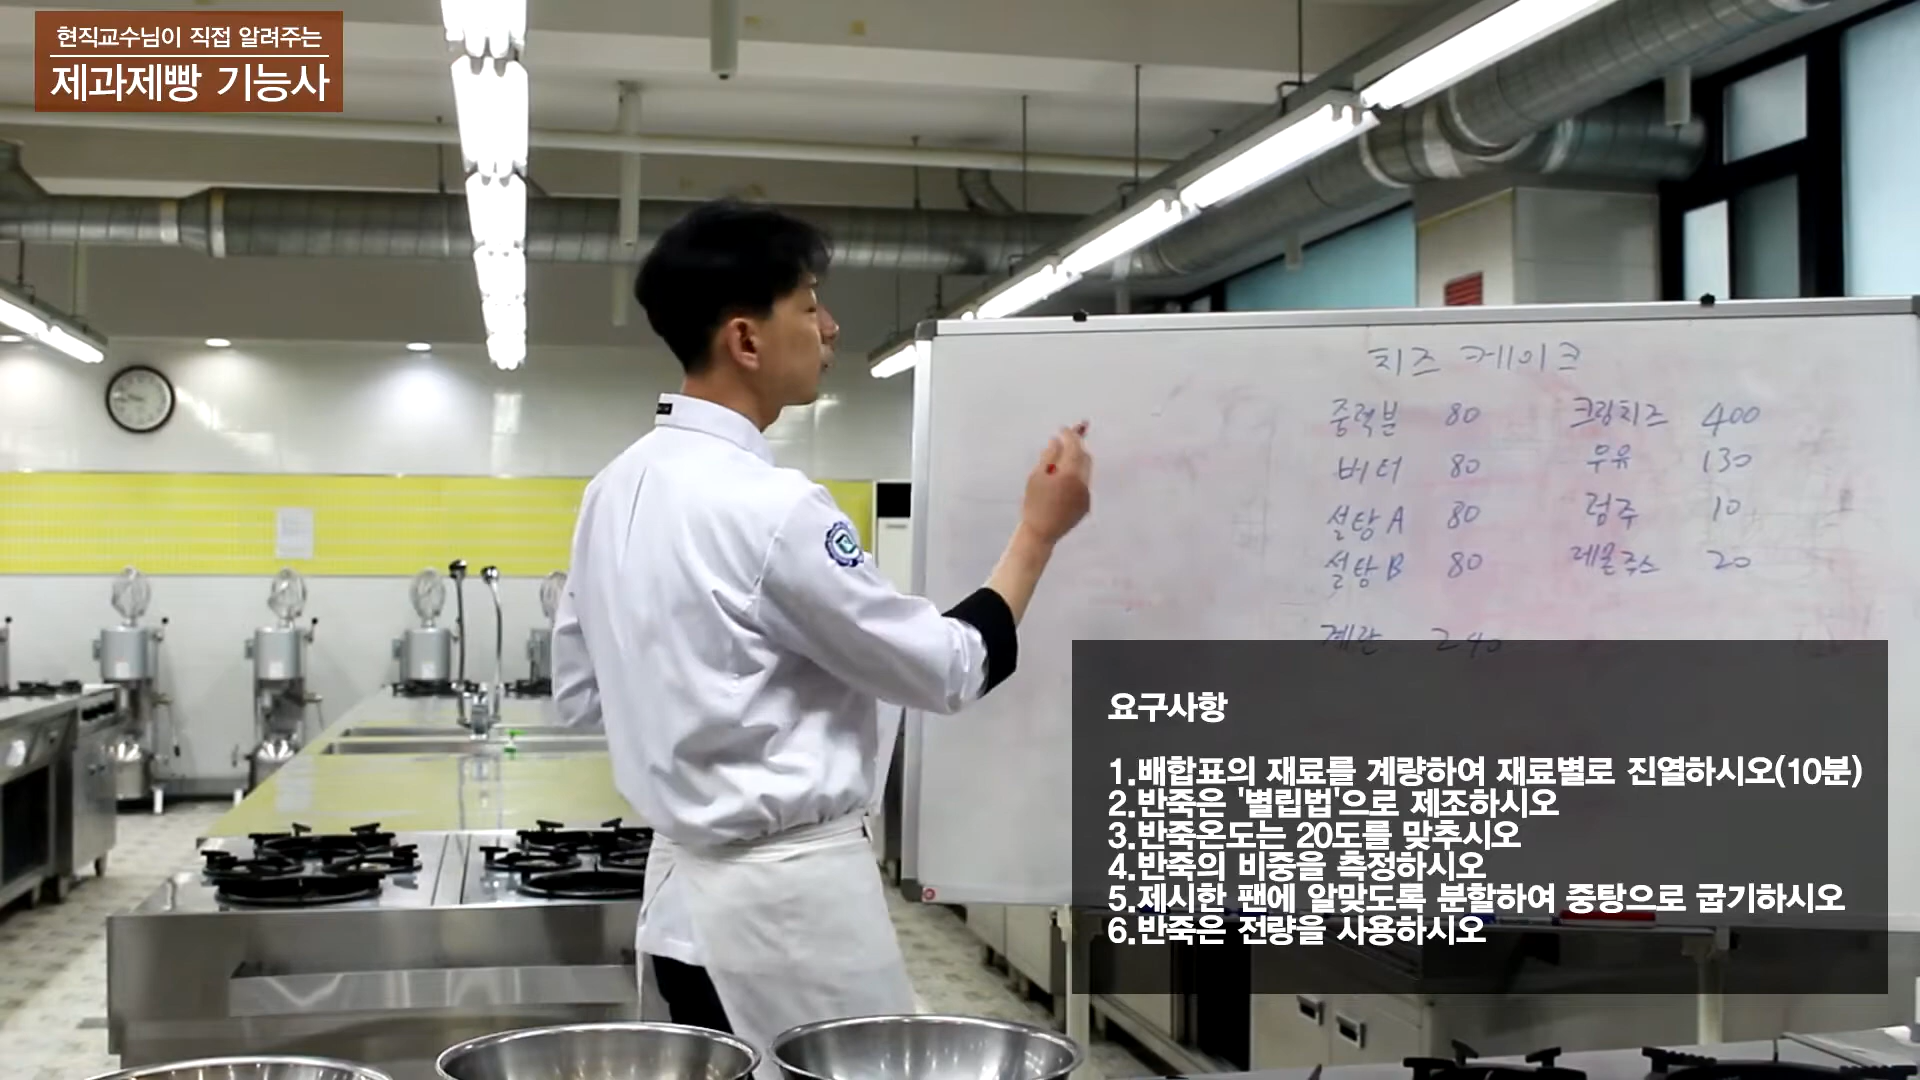 현직교수님이 직접 알려주는
제과제빵 기능사
치즈 케이크
중력분 80 크림치즈 400
버터 80 우유 130
설탕 A 80 럼주 10
설탕 B 80 레몬주스 20
계란 240
요구사항
1.배합표의 재료를 계량하여 재료별로 진열하시오(10분)
2.반죽은 '별립법'으로 제조하시오
3.반죽온도는 20도를 맞추시오
4.반죽의 비중을 측정하시오
5.제시한 팬에 알맞도록 분할하여 중탕으로 굽기하시오
6.반죽은 전량을 사용하시오